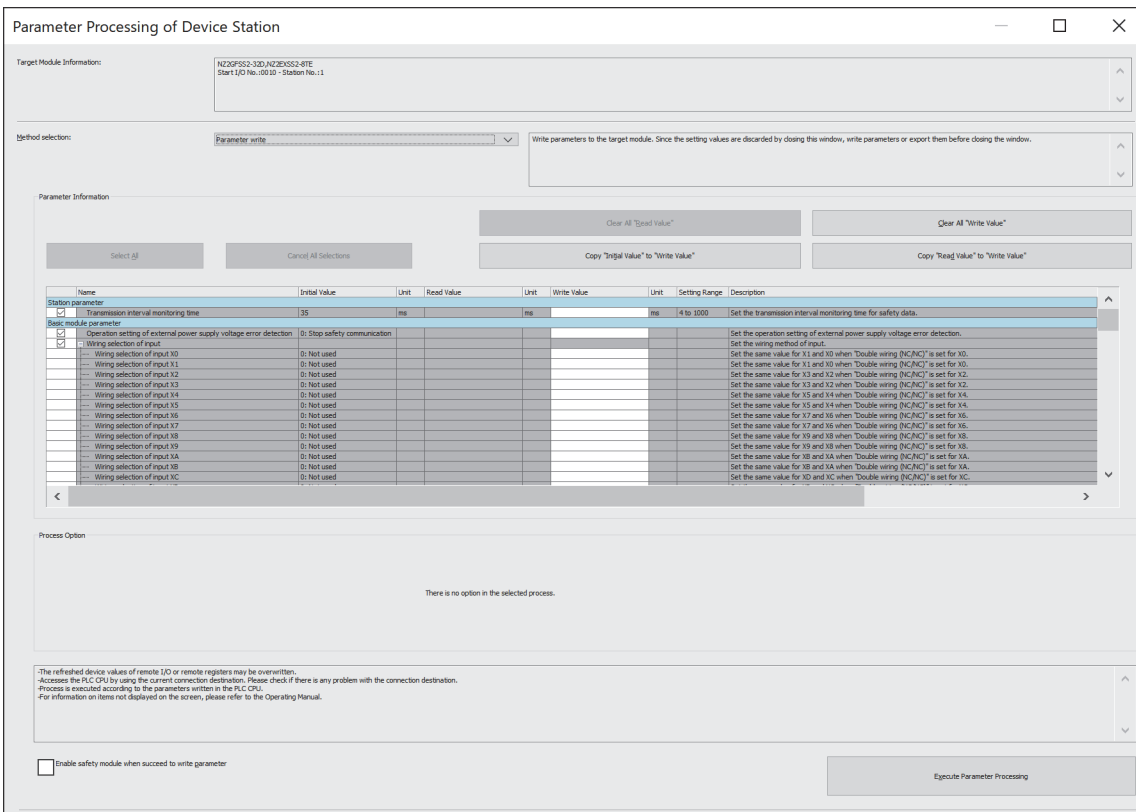 Parameter Processing of Device Station
Target Module Information:
NZ2GFSS2-32D,NZ2EXSS2-8TE
Start I/O No.:0010 - Station No.:1
Method selection:
Parameter write
Write parameters to the target module. Since the setting values are discarded by closing this window, write parameters or export them before closing the window.
Parameter Information
Clear All "Read Value"
Clear All "Write Value"
Select All
Cancel All Selections
Copy "Initial Value" to "Write Value"
Copy "Read Value" to "Write Value"
Name Initial Value Unit Read Value Unit Write Value Unit Setting Range Description
Station parameter
Transmission interval monitoring time 35 ms ms ms 4 to 1000 Set the transmission interval monitoring time for safety data.
Basic module parameter
Operation setting of external power supply voltage error detection 0: Stop safety communication Set the operation setting of external power supply voltage error detection.
Wiring selection of input Set the wiring method of input.
Wiring selection of input X0 0: Not used Set the same value for X1 and X0 when "Double wiring (NC/NC)" is set for X0.
Wiring selection of input X1 0: Not used Set the same value for X1 and X0 when "Double wiring (NC/NC)" is set for X0.
Wiring selection of input X2 0: Not used Set the same value for X3 and X2 when "Double wiring (NC/NC)" is set for X2.
Wiring selection of input X3 0: Not used Set the same value for X3 and X2 when "Double wiring (NC/NC)" is set for X2.
Wiring selection of input X4 0: Not used Set the same value for X5 and X4 when "Double wiring (NC/NC)" is set for X4.
Wiring selection of input X5 0: Not used Set the same value for X5 and X4 when "Double wiring (NC/NC)" is set for X4.
Wiring selection of input X6 0: Not used Set the same value for X7 and X6 when "Double wiring (NC/NC)" is set for X6.
Wiring selection of input X7 0: Not used Set the same value for X7 and X6 when "Double wiring (NC/NC)" is set for X6.
Wiring selection of input X8 0: Not used Set the same value for X9 and X8 when "Double wiring (NC/NC)" is set for X8.
Wiring selection of input X9 0: Not used Set the same value for X9 and X8 when "Double wiring (NC/NC)" is set for X8.
Wiring selection of input XA 0: Not used Set the same value for XB and XA when "Double wiring (NC/NC)" is set for XA.
Wiring selection of input XB 0: Not used Set the same value for XB and XA when "Double wiring (NC/NC)" is set for XA.
Wiring selection of input XC 0: Not used Set the same value for XD and XC when "Double wiring (NC/NC)" is set for XC.
Process Option
There is no option in the selected process.
-The refreshed device values of remote I/O or remote registers may be overwritten.
-Accesses the PLC CPU by using the current connection destination. Please check if there is any problem with the connection destination.
-Process is executed according to the parameters written in the PLC CPU.
-For information on items not displayed on the screen, please refer to the Operating Manual.
Enable safety module when succeed to write parameter
Execute Parameter Processing